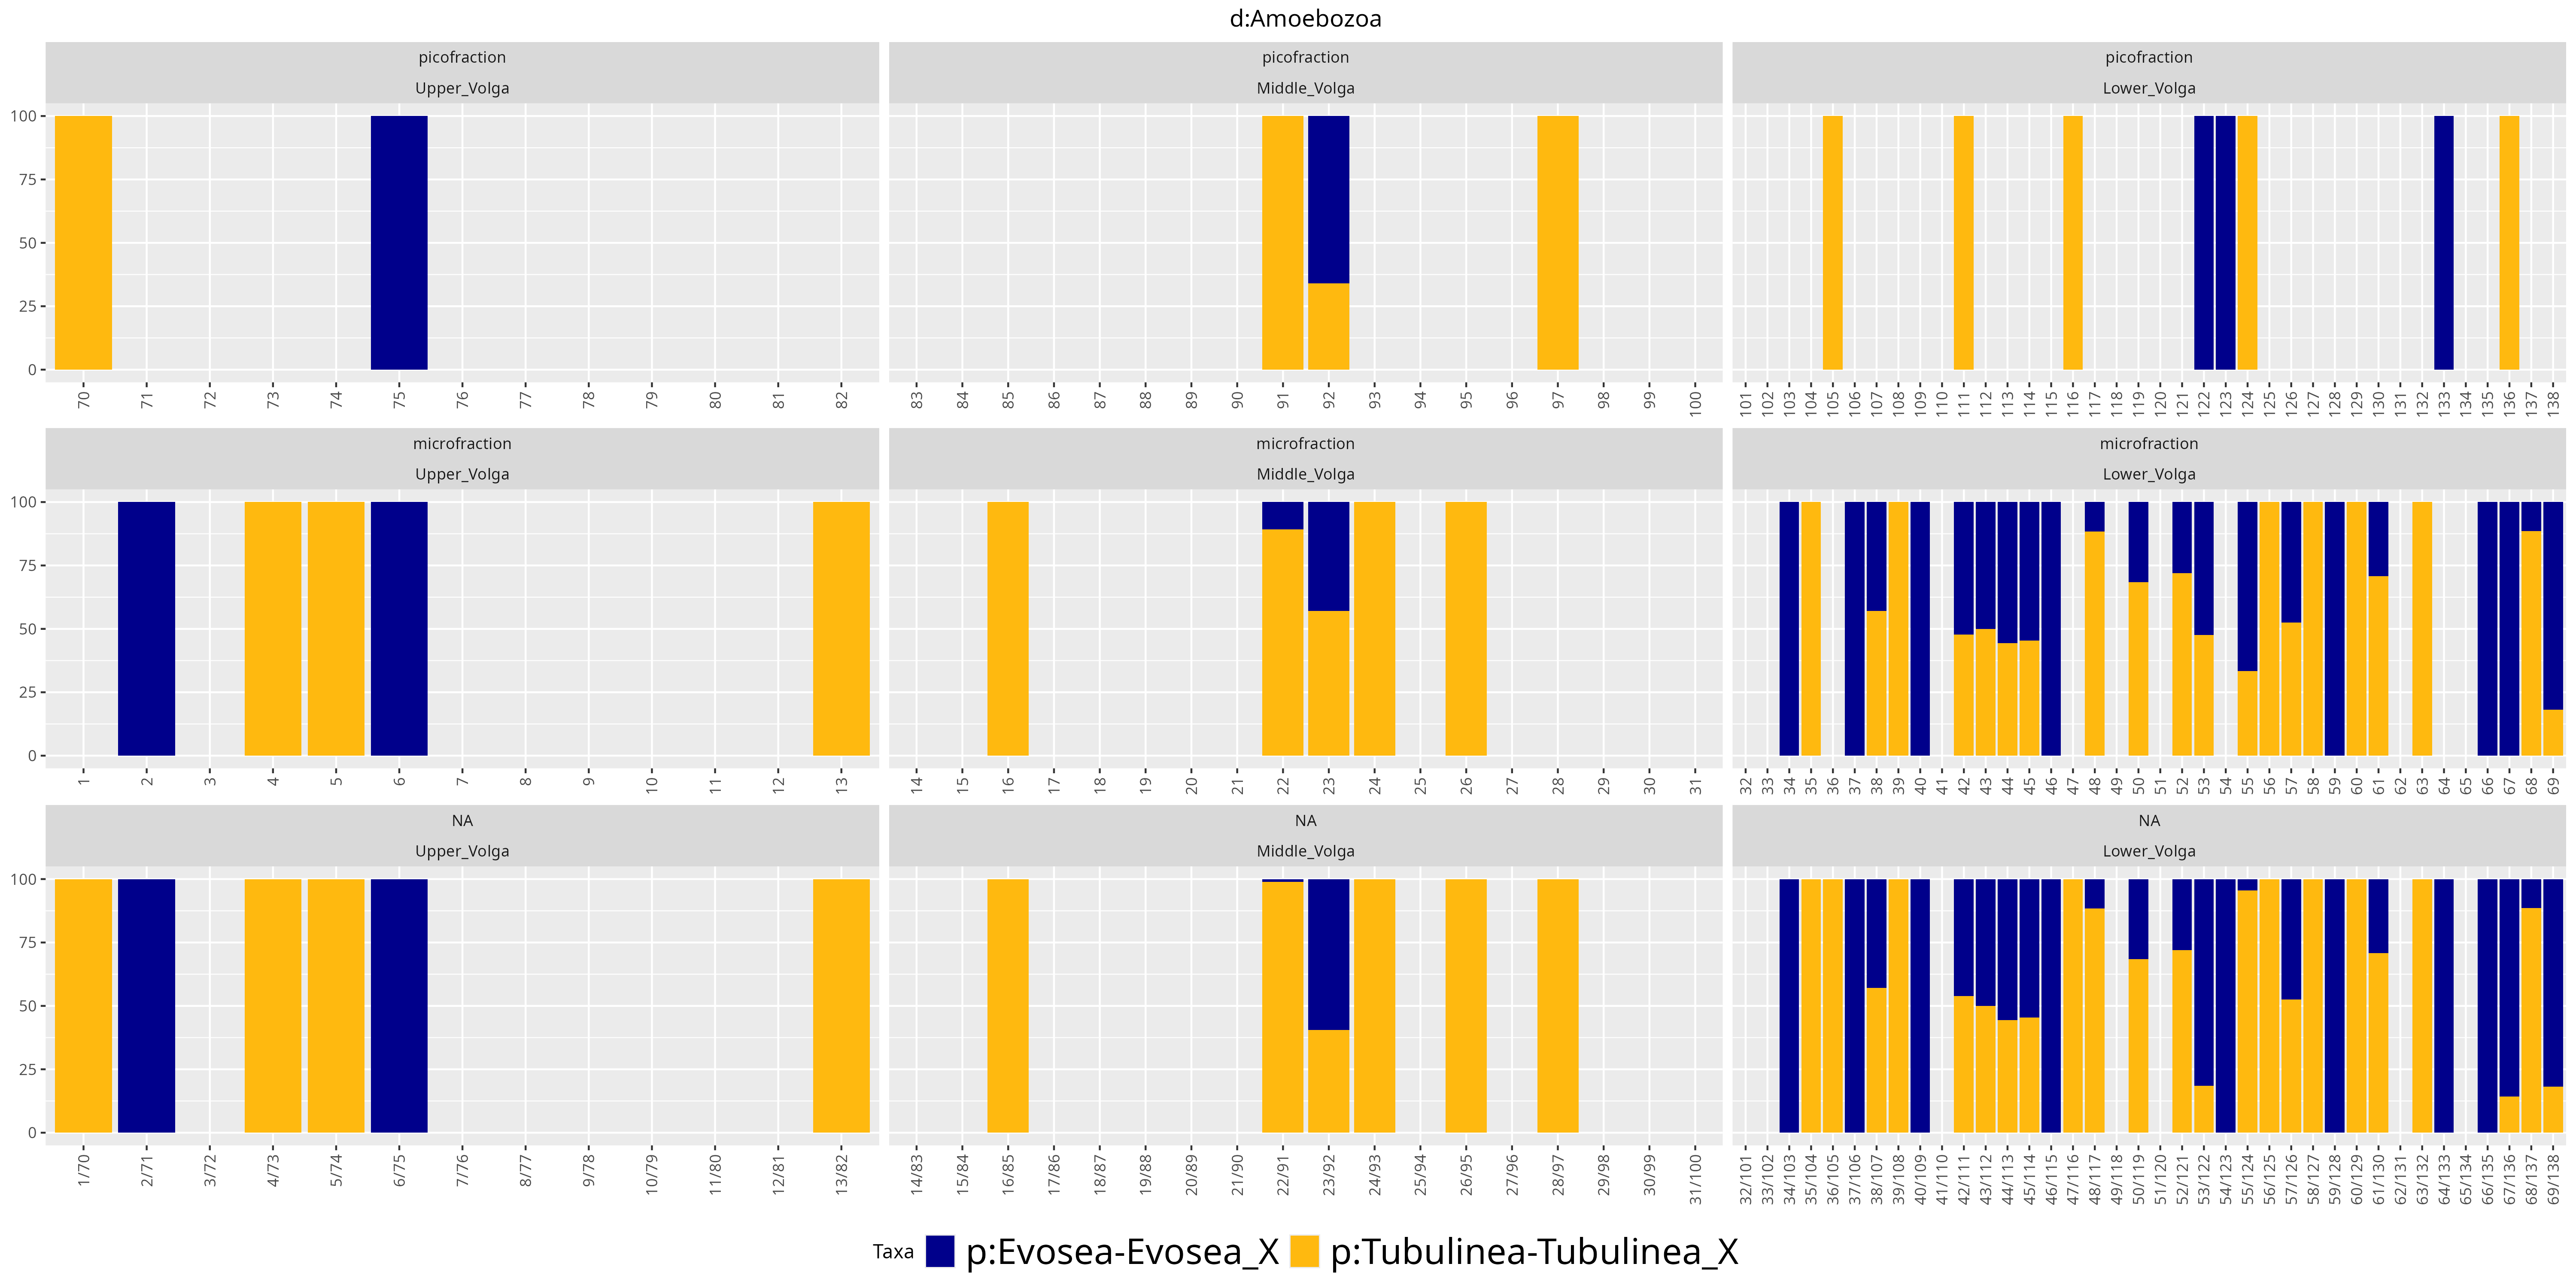 d:Amoebozoa
picofraction picofraction picofraction
Upper_Volga Middle_Volga Lower_Volga
100
75
50
25
0
70 71 72 73 74 75 76 77 78 79 80 81 82 83 84 85 86 87 88 89 90 91 92 93 94 95 96 97 98 99 100 101 102 103 104 105 106 107 108 109 110 111 112 113 114 115 116 117 118 119 120 121 122 123 124 125 126 127 128 129 130 131 132 133 134 135 136 137 138
microfraction microfraction microfraction
Upper_Volga Middle_Volga Lower_Volga
100
75
50
25
0
1 2 3 4 5 6 7 8 9 10 11 12 13 14 15 16 17 18 19 20 21 22 23 24 25 26 27 28 29 30 31 32 33 34 35 36 37 38 39 40 41 42 43 44 45 46 47 48 49 50 51 52 53 54 55 56 57 58 59 60 61 62 63 64 65 66 67 68 69
NA NA NA
Upper_Volga Middle_Volga Lower_Volga
100
75
50
25
0
1/70 2/71 3/72 4/73 5/74 6/75 7/76 8/77 9/78 10/79 11/80 12/81 13/82 14/83 15/84 16/85 17/86 18/87 19/88 20/89 21/90 22/91 23/92 24/93 25/94 26/95 27/96 28/97 29/98 30/99 31/100 32/101 33/102 34/103 35/104 36/105 37/106 38/107 39/108 40/109 41/110 42/111 43/112 44/113 45/114 46/115 47/116 48/117 49/118 50/119 51/120 52/121 53/122 54/123 55/124 56/125 57/126 58/127 59/128 60/129 61/130 62/131 63/132 64/133 65/134 66/135 67/136 68/137 69/138
Taxa p:Evosea-Evosea_X p:Tubulinea-Tubulinea_X